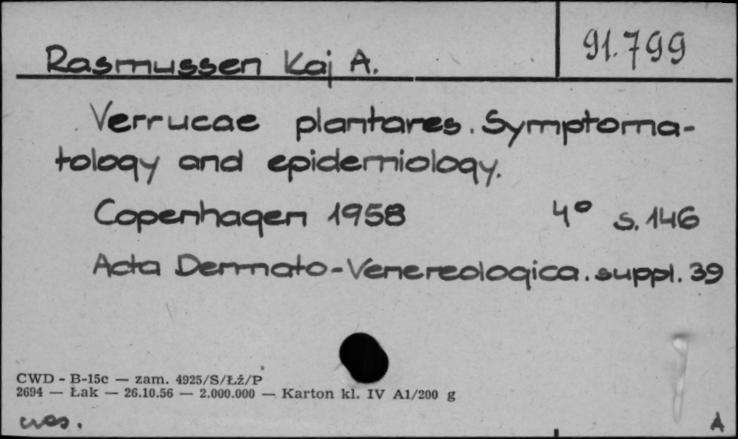 91.799
Rasmussen Kaj A.
Verrucae plantares. Symptoma-
tology and epidemiology.
Copenhagen 1958 4° s. 146
Acta Dermato-Venereologica. suppl. 39
CWD - B-15c — zam. 4925/S/Łź/P
2694 — Łak — 26.10.56 — 2.000.000 — Karton kl. IV A1/200 g
A